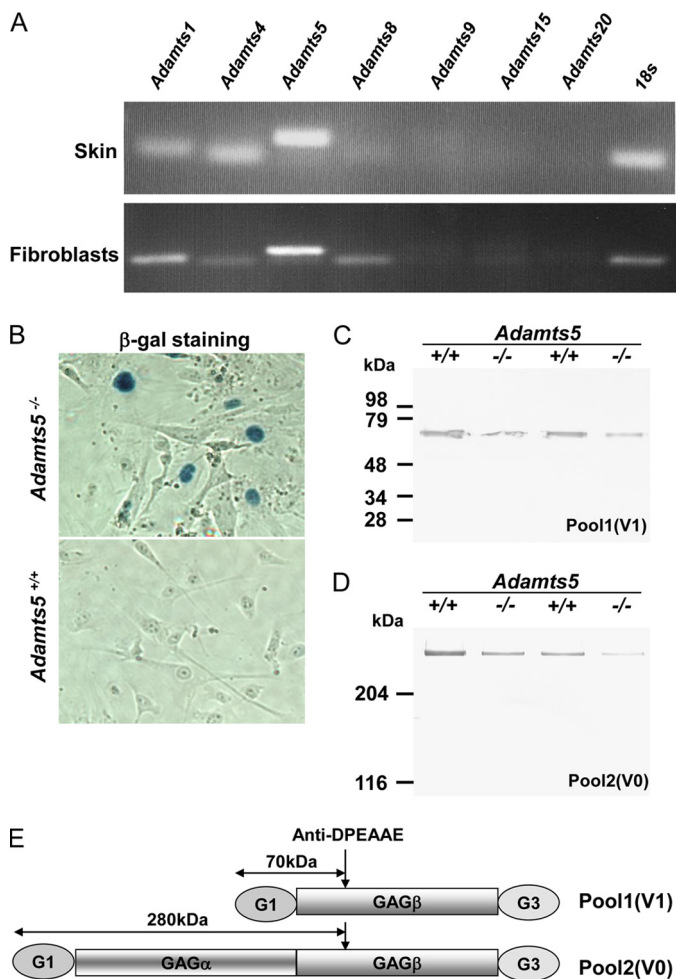 A
Adamts1 Adamts4 Adamts5 Adamts8 Adamts9 Adamts15 Adamts20 18s
Skin
Fibroblasts
B
β-gal staining
Adamts5 -/-
Adamts5 +/+
C
Adamts5
kDa +/+ -/- +/+ -/-
98
79
48
34
28
Pool1(V1)
D
Adamts5
+/+ -/- +/+ -/-
kDa
204
116
Pool2(V0)
E
Anti-DPEAAE
70kDa
G1 GAGβ G3 Pool1(V1)
280kDa
G1 GAGα GAGβ G3 Pool2(V0)